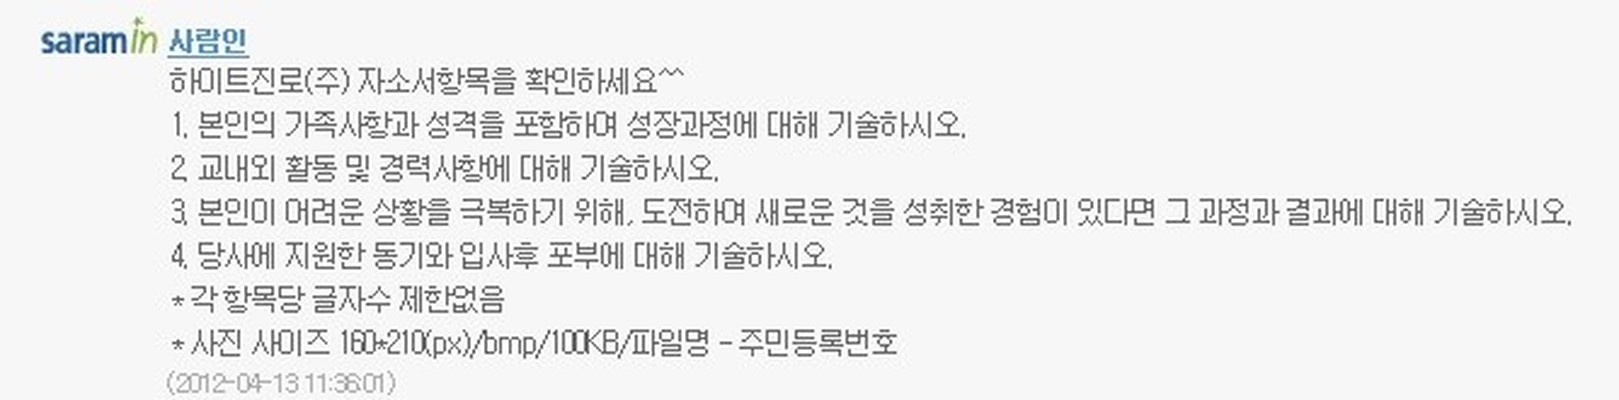 saramin 사람인
하이트진로(주) 자소서항목을 확인하세요^^
1. 본인의 가족사항과 성격을 포함하여 성장과정에 대해 기술하시오.
2. 교내외 활동 및 경력사항에 대해 기술하시오.
3. 본인이 어려운 상황을 극복하기 위해, 도전하여 새로운 것을 성취한 경험이 있다면 그 과정과 결과에 대해 기술하시오.
4. 당사에 지원한 동기와 입사후 포부에 대해 기술하시오.
* 각 항목당 글자수 제한없음
* 사진 사이즈 160*210(px)/bmp/100KB/파일명 - 주민등록번호
(2012-04-13 11:36:01)